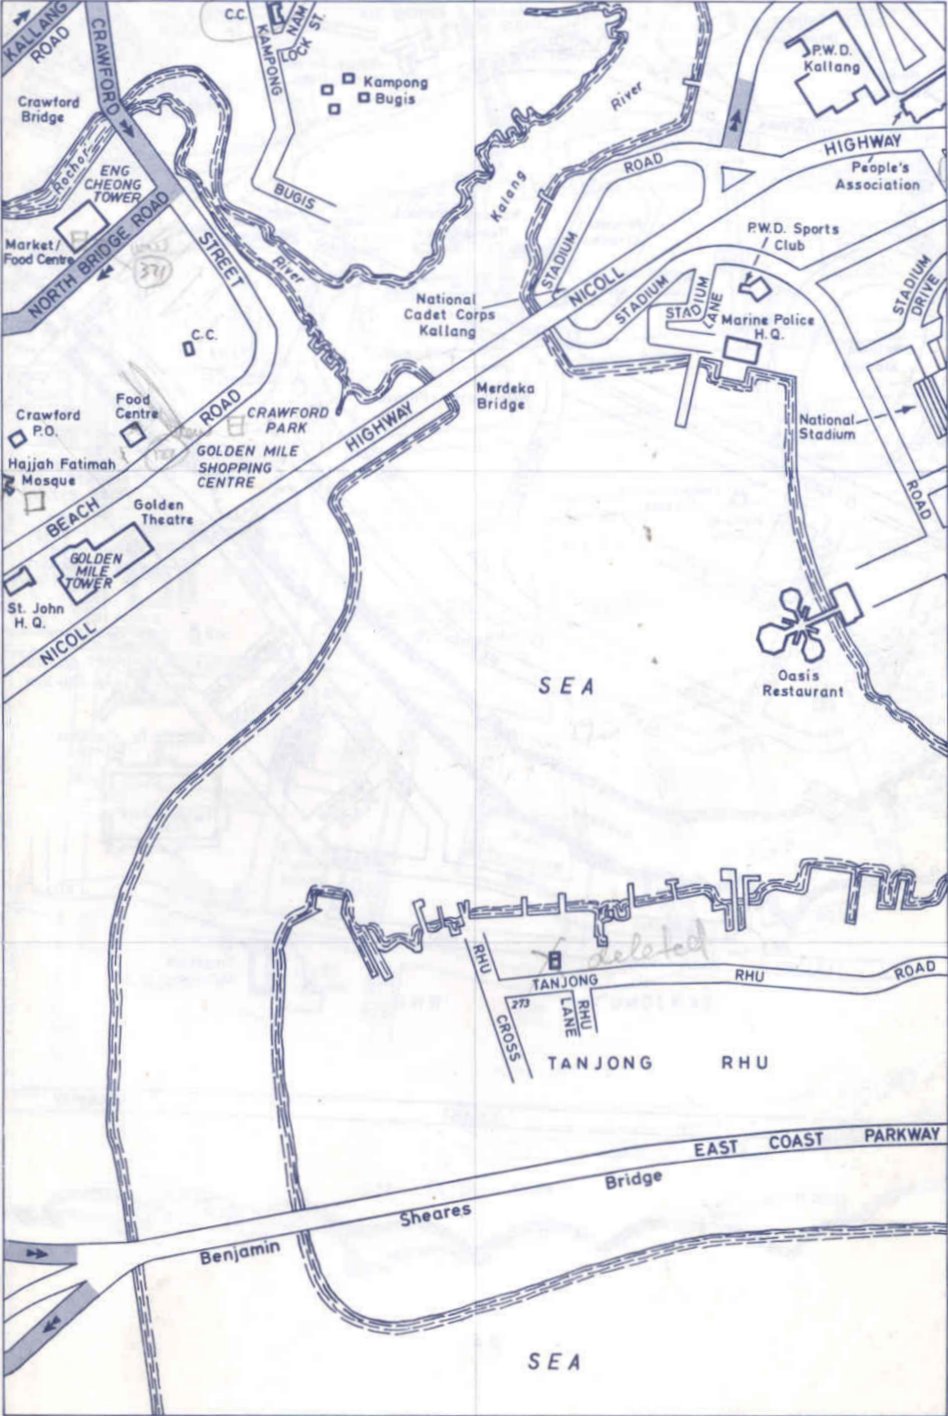 KALLANG
ROAD
CRAWFORD
C.C.
NAM
LOCK ST.
KAMPONG
Kampong
Bugis
BUGIS
River
Kalang
ROAD
P.W.D.
Kallang
HIGHWAY
People's
Association
Crawford
Bridge
Rochor
ENG
CHEONG
TOWER
Market/
Food Centre
NORTH BRIDGE ROAD
321
STREET
River
P.W.D. Sports
Club
STADIUM
NICOLL
National
Cadet Corps
Kallang
STADIUM
STADIUM
LANE
STADIUM
DRIVE
Marine Police
H.Q.
C.C.
Merdeka
Bridge
National
Stadium
ROAD
Crawford
P.O.
Food
Centre
ROAD
CRAWFORD
PARK
HIGHWAY
GOLDEN MILE
SHOPPING
CENTRE
Hajjah Fatimah
Mosque
BEACH
Golden
Theatre
GOLDEN
MILE
TOWER
St. John
H.Q.
NICOLL
Oasis
Restaurant
SEA
deleted
RHU
CROSS
TANJONG
RHU
ROAD
273
LANE
RHU
TANJONG RHU
EAST COAST PARKWAY
Benjamin
Sheares
Bridge
SEA